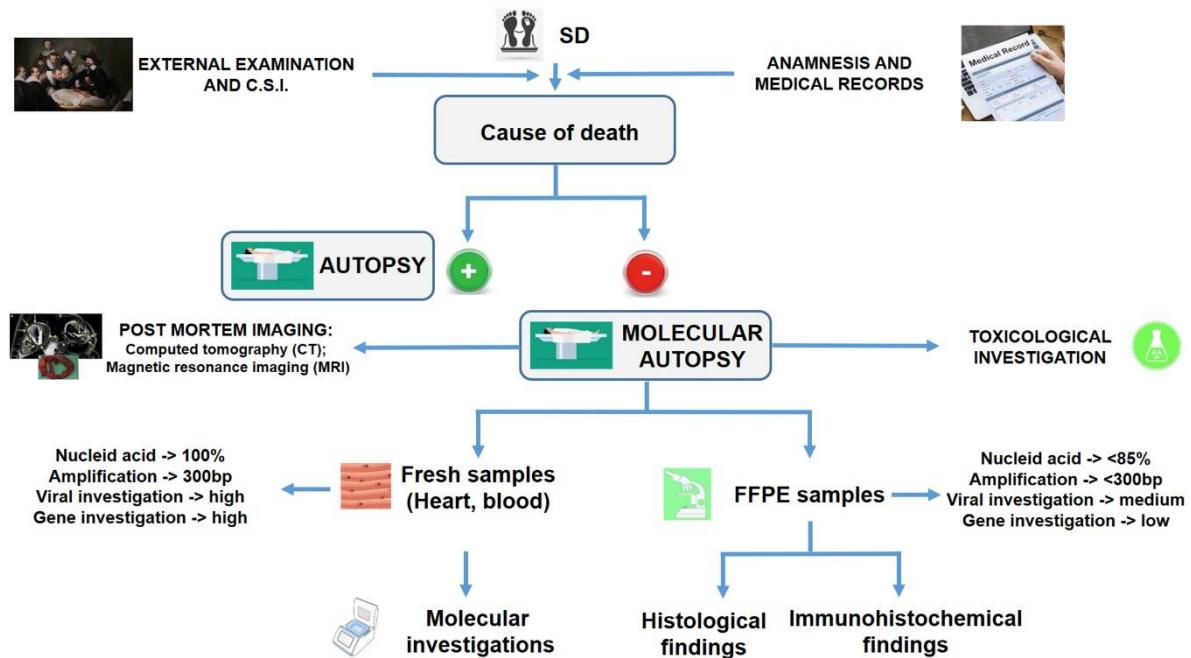 SD
EXTERNAL EXAMINATION
AND C.S.I.
ANAMNESIS AND
MEDICAL RECORDS
Medical Record
Cause of death
AUTOPSY
+
-
POST MORTEM IMAGING:
Computed tomography (CT);
Magnetic resonance imaging (MRI)
MOLECULAR
AUTOPSY
TOXICOLOGICAL
INVESTIGATION
Nucleid acid -> 100%
Amplification -> 300bp
Viral investigation -> high
Gene investigation -> high
Fresh samples
(Heart, blood)
FFPE samples
Nucleid acid -> <85%
Amplification -> <300bp
Viral investigation -> medium
Gene investigation -> low
Molecular
investigations
Histological
findings
Immunohistochemical
findings